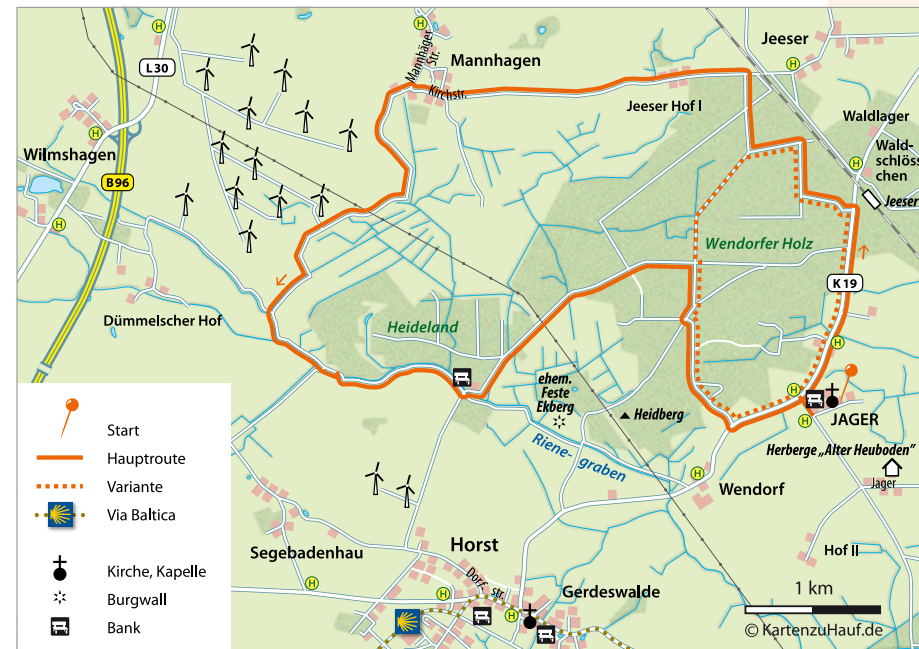 L30
Mannhäger
Str.
Mannhagen
Kirchstr.
Jeeser
Jeeser Hof I
Waldlager
Wald-
schlöss
chen
Jeeser
Wilmshagen
B96
Wendorfer Holz
K 19
Dümmelscher Hof
Heideland
ehem.
Feste
Ekberg
Heidberg
JAGER
Riene-
graben
Herberge „Alter Heuboden”
Jager
Wendorf
Hof II
Segebadenhau
Horst
Dorf-
str.
Gerdeswalde
Start
Hauptroute
Variante
Via Baltica
Kirche, Kapelle
Burgwall
Bank
1 km
© KartenzuHauf.de
H
H
H
H
H
H
H
H
H
H
H
H
H